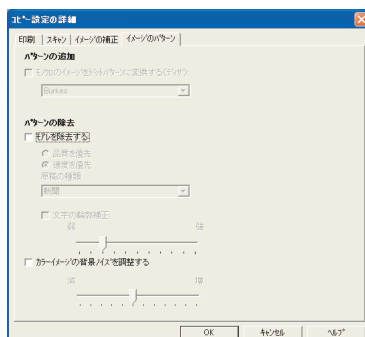 ｺﾋﾟｰ設定の詳細
印刷 スキャン イメージの補正 イメージのパターン
パターンの追加
モノクロのイメージをドットパターンに変換する(ディザ)
Burkes
パターンの除去
モアレを除去する
品質を優先
速度を優先
原稿の種類
新聞
文字の輪郭補正
弱 強
カラーイメージの背景ノイズを調整する
減 増
OK キャンセル ヘルプ